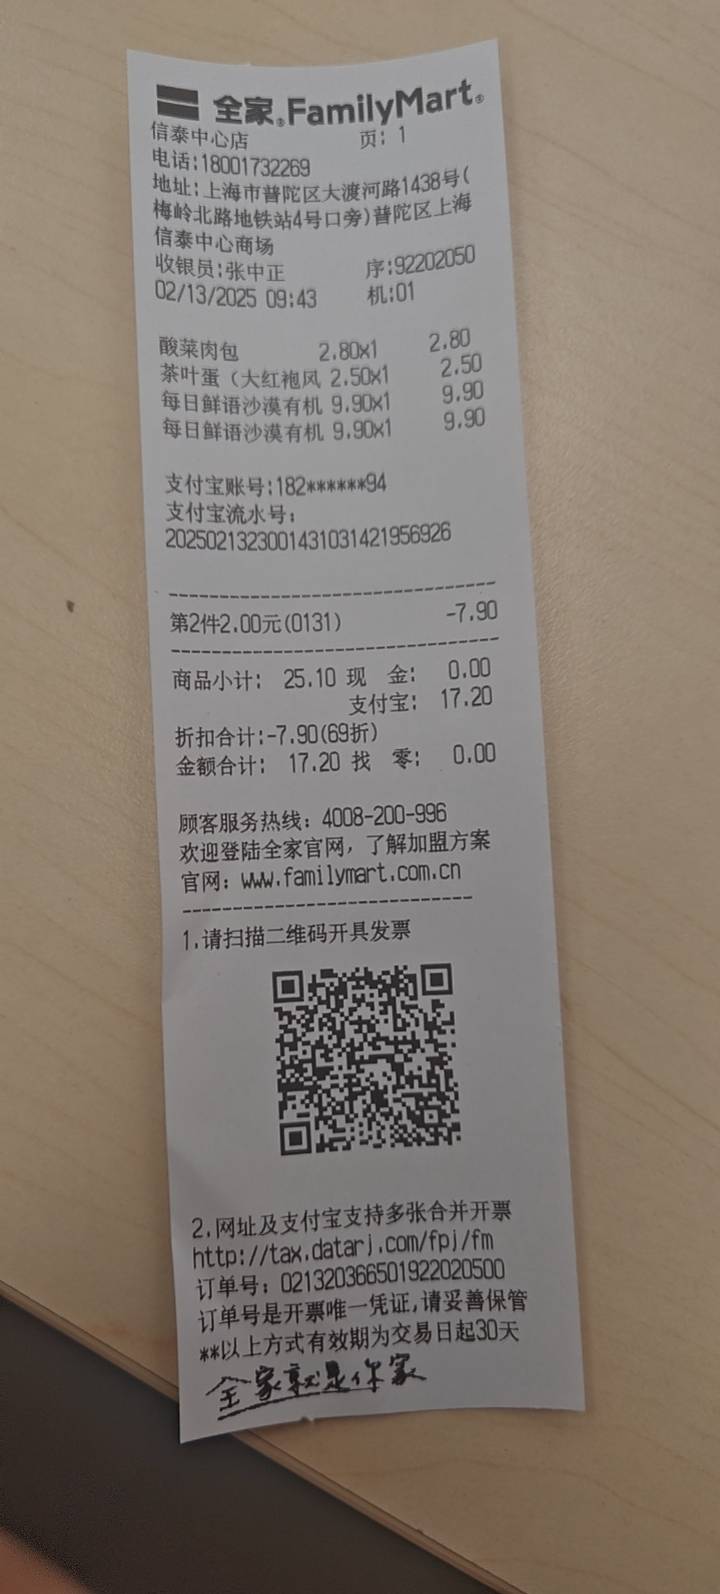 全家®FamilyMart®
信泰中心店 页: 1
电话:18001732269
地址:上海市普陀区大渡河路1438号(
梅岭北路地铁站4号口旁)普陀区上海
信泰中心商场
收银员:张中正 序:92202050
02/13/2025 09:43 机:01
酸菜肉包 2.80x1 2.80
茶叶蛋（大红袍风 2.50x1 2.50
每日鲜语沙漠有机 9.90x1 9.90
每日鲜语沙漠有机 9.90x1 9.90
支付宝账号:182******94
支付宝流水号:
2025021323001431031421956926
--------------------------------
第2件2.00元(0131) -7.90
--------------------------------
商品小计: 25.10 现 金: 0.00
支付宝: 17.20
折扣合计:-7.90(69折)
金额合计: 17.20 找 零: 0.00
顾客服务热线: 4008-200-996
欢迎登陆全家官网, 了解加盟方案
官网: www.familymart.com.cn
----------------------------
1.请扫描二维码开具发票
2.网址及支付宝支持多张合并开票
http://tax.datarj.com/fpj/fm
订单号: 021320366501922020500
订单号是开票唯一凭证,请妥善保管
**以上方式有效期为交易日起30天
全家就是你家